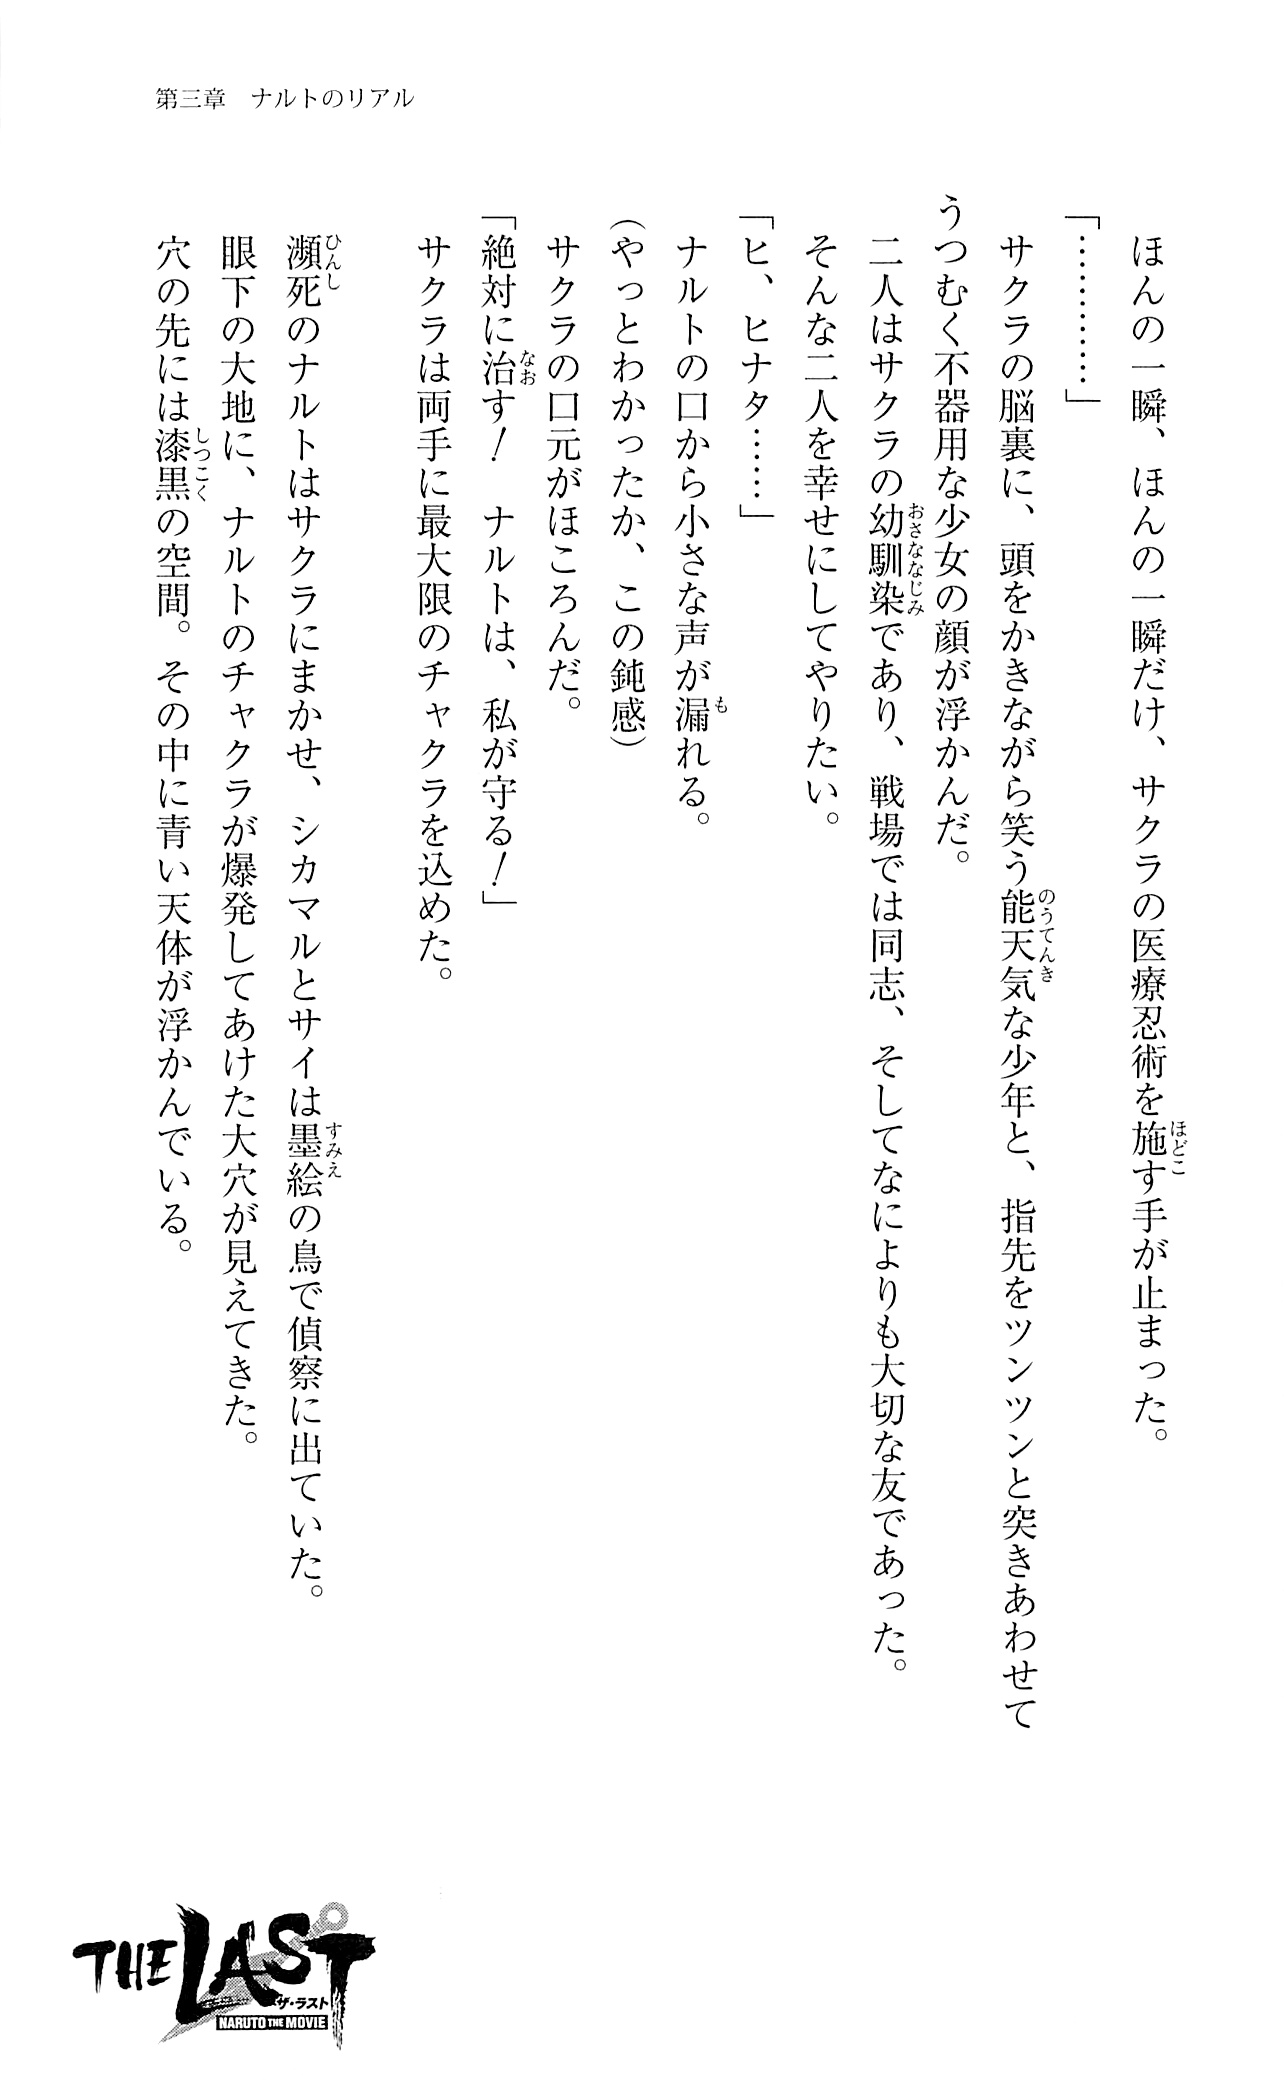 第三章　ナルトのリアル
ほんの一瞬、ほんの一瞬だけ、サクラの医療忍術を施す手が止まった。
「…………」
サクラの脳裏に、頭をかきながら笑う能天気な少年と、指先をツンツンと突きあわせて
うつむく不器用な少女の顔が浮かんだ。
二人はサクラの幼馴染であり、戦場では同志、そしてなによりも大切な友であった。
そんな二人を幸せにしてやりたい。
「ヒ、ヒナタ……」
ナルトの口から小さな声が漏れる。
（やっとわかったか、この鈍感）
サクラの口元がほころんだ。
「絶対に治す！　ナルトは、私が守る！」
サクラは両手に最大限のチャクラを込めた。
瀕死のナルトはサクラにまかせ、シカマルとサイは墨絵の鳥で偵察に出ていた。
眼下の大地に、ナルトのチャクラが爆発してあけた大穴が見えてきた。
穴の先には漆黒の空間。その中に青い天体が浮かんでいる。
THE LAST
ザ・ラスト
NARUTO THE MOVIE